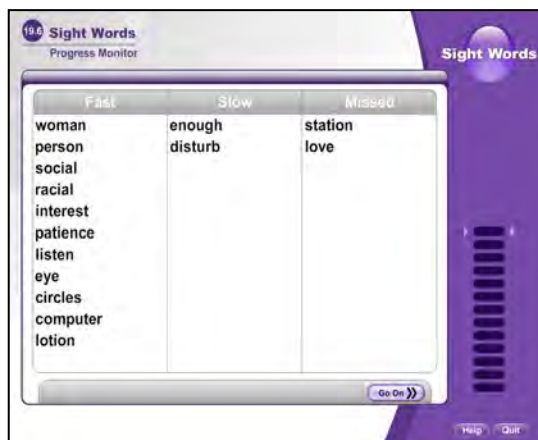 19.6 Sight Words
Progress Monitor
Sight Words
Fast Slow Missed
woman enough station
person disturb love
social
racial
interest
patience
listen
eye
circles
computer
lotion
Go On
Help Quit